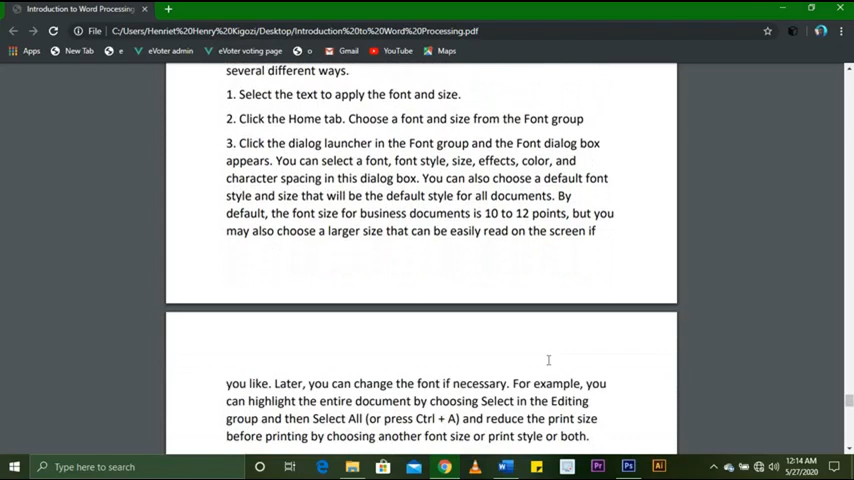 Introduction to Word Processing
File | C:/Users/Henriet%20Henry%20Kigozi/Desktop/Introduction%20to%20Word%20Processing.pdf
Apps New Tab e eVoter admin eVoter voting page o Gmail YouTube Maps
several different ways.
1. Select the text to apply the font and size.
2. Click the Home tab. Choose a font and size from the Font group
3. Click the dialog launcher in the Font group and the Font dialog box
appears. You can select a font, font style, size, effects, color, and
character spacing in this dialog box. You can also choose a default font
style and size that will be the default style for all documents. By
default, the font size for business documents is 10 to 12 points, but you
may also choose a larger size that can be easily read on the screen if
you like. Later, you can change the font if necessary. For example, you
can highlight the entire document by choosing Select in the Editing
group and then Select All (or press Ctrl + A) and reduce the print size
before printing by choosing another font size or print style or both.
Type here to search
12:14 AM
5/27/2020